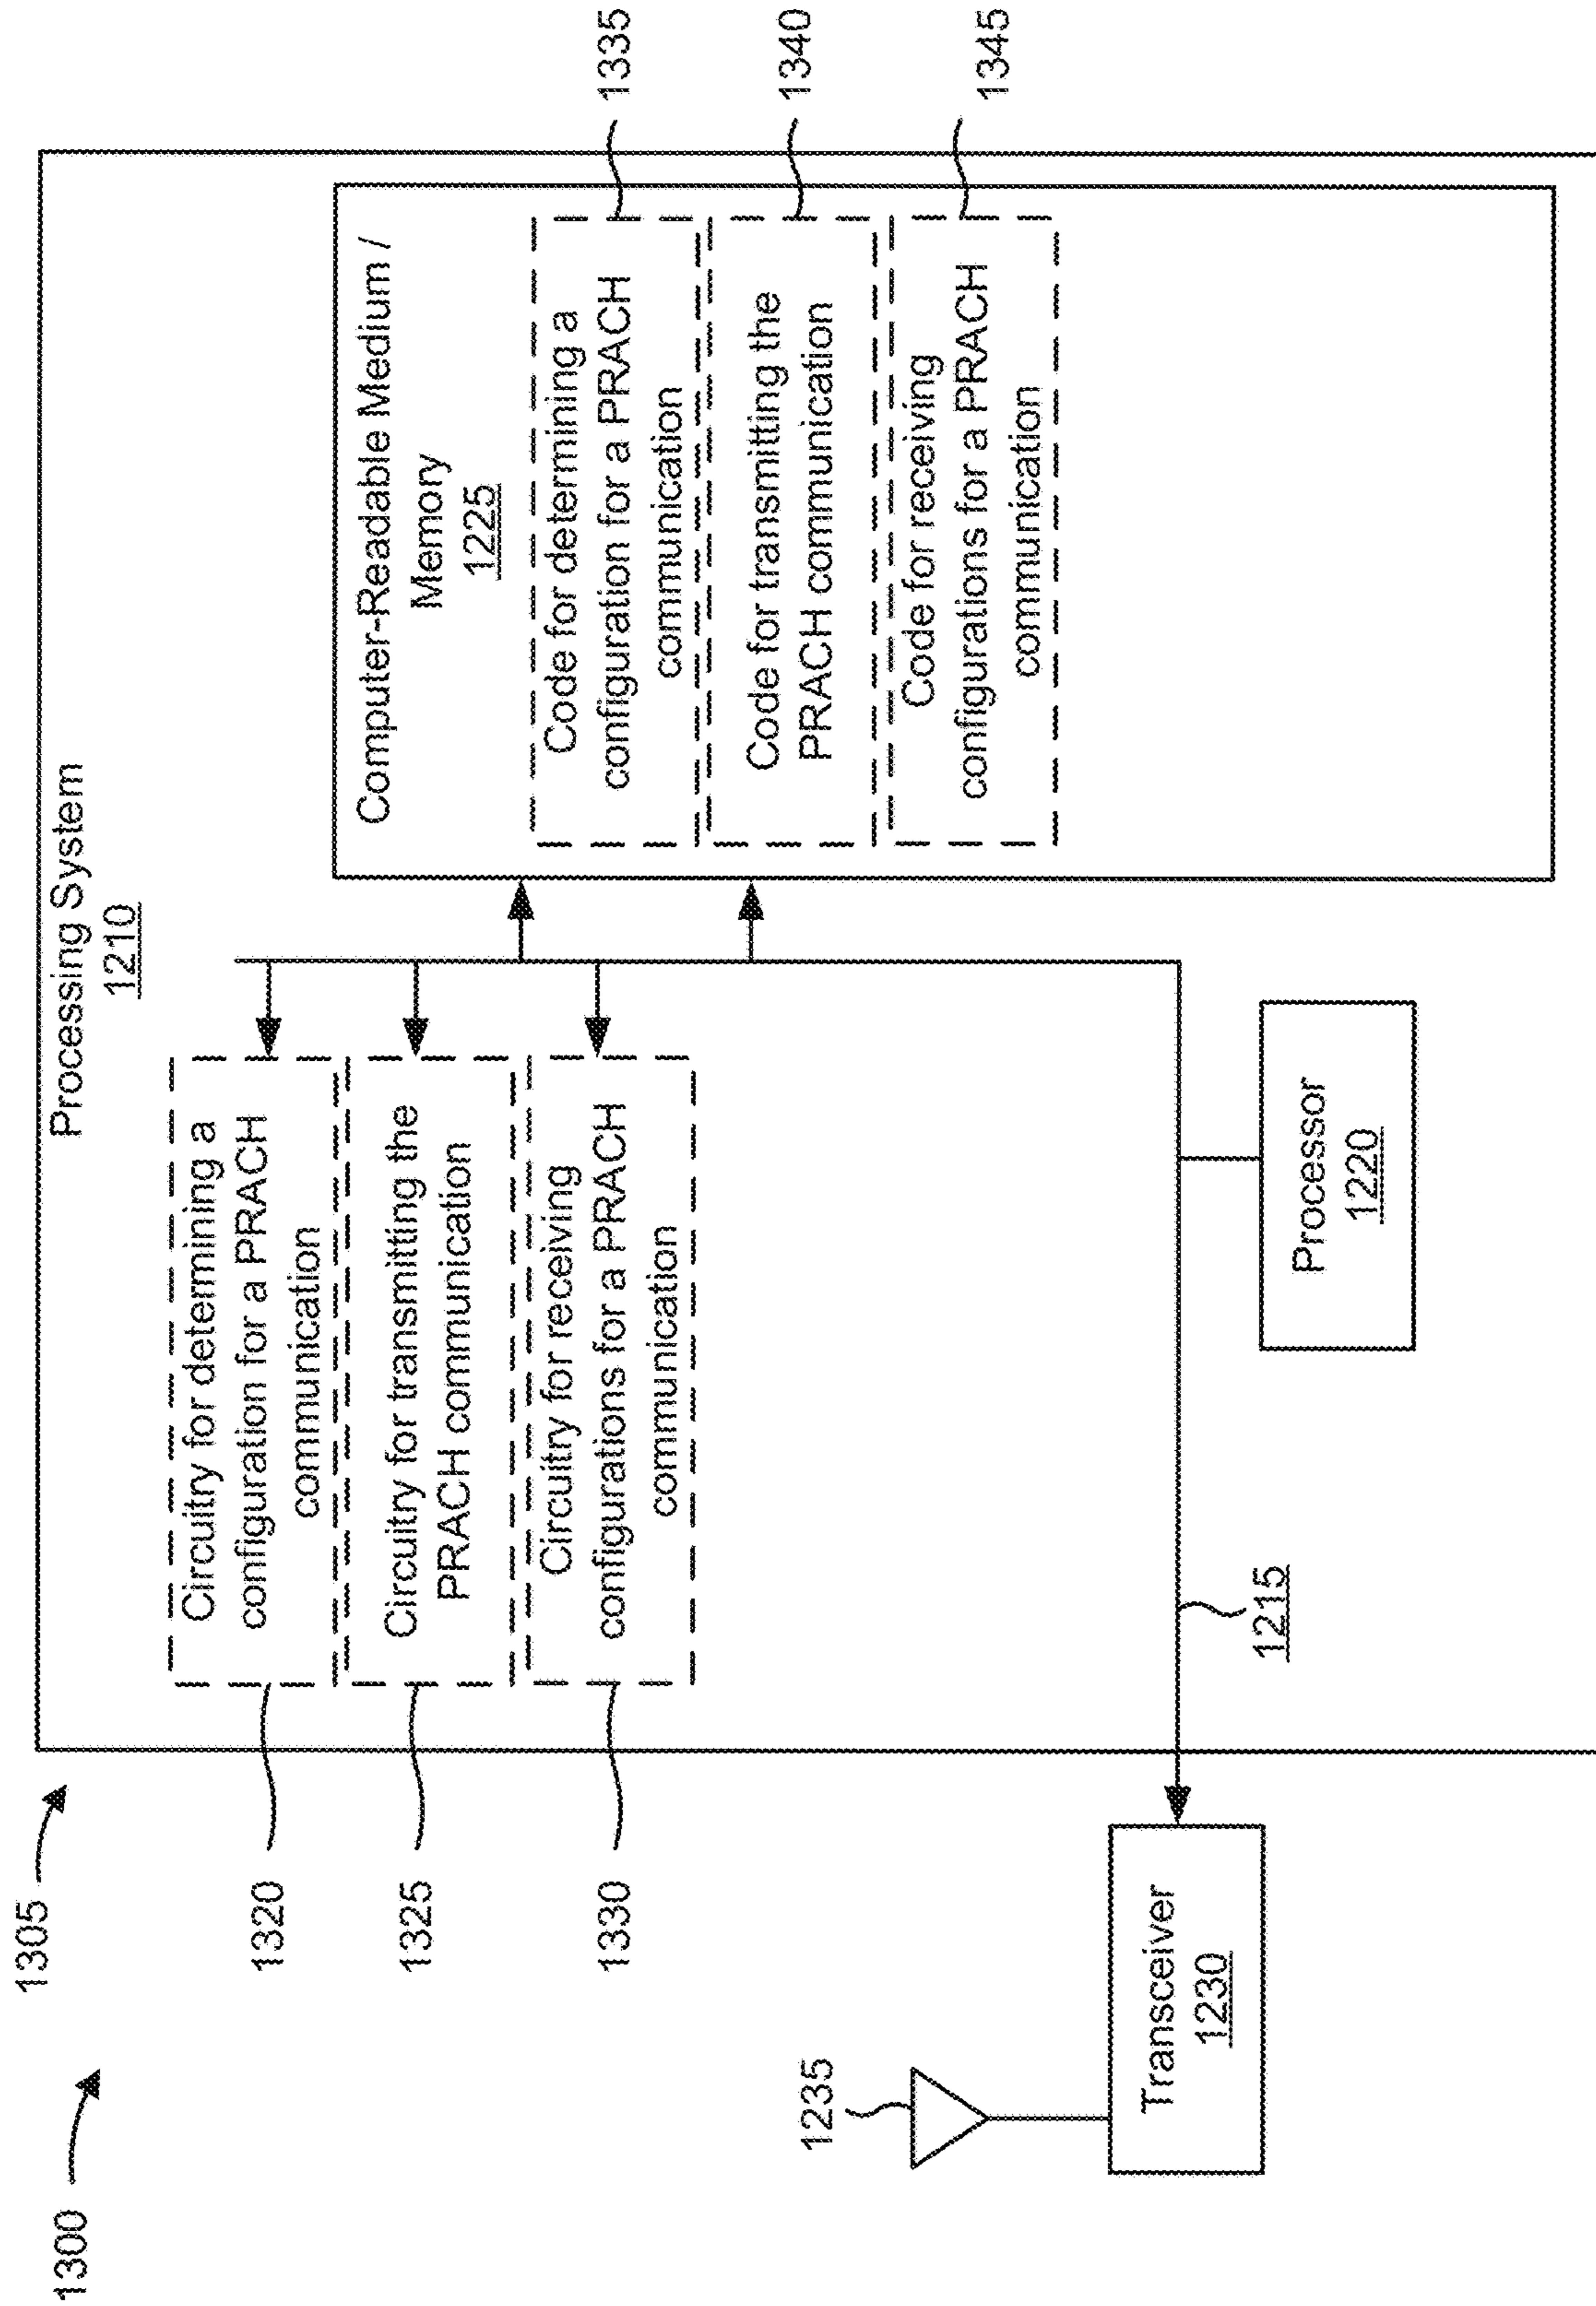 1300
1305
Processing System
1210
1320
Circuitry for determining a
configuration for a PRACH
communication
1325
Circuitry for transmitting the
PRACH communication
1330
Circuitry for receiving
configurations for a PRACH
communication
Computer-Readable Medium /
Memory
1225
Code for determining a
configuration for a PRACH
communication
1335
Code for transmitting the
PRACH communication
1340
Code for receiving
configurations for a PRACH
communication
1345
1235
Transceiver
1230
1215
Processor
1220